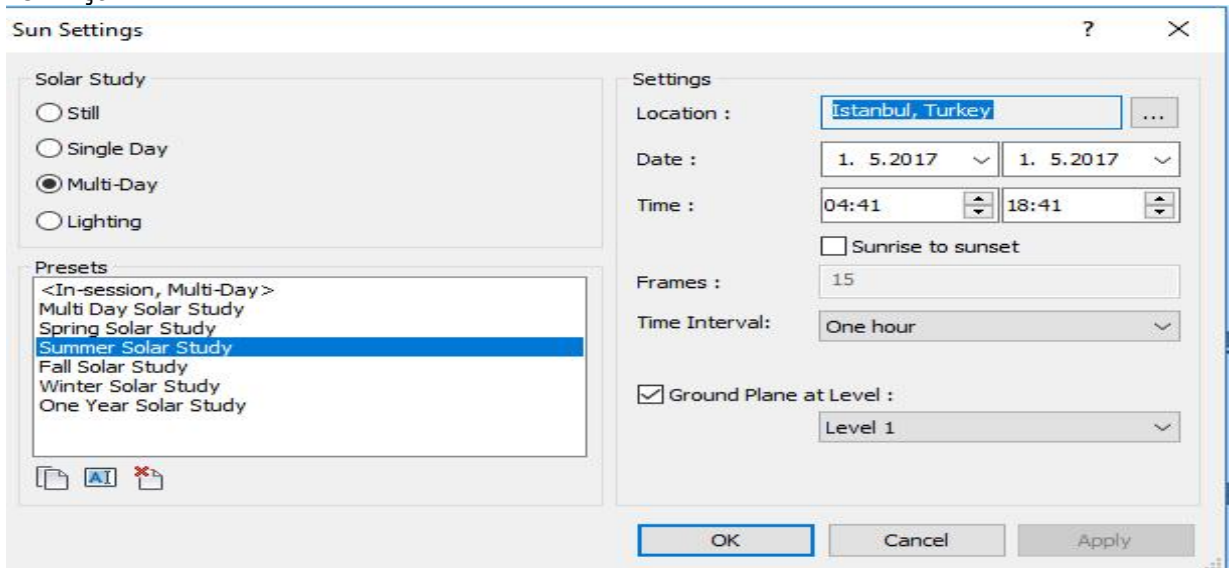 Sun Settings
?
Solar Study
Still
Single Day
Multi-Day
Lighting
Presets
<In-session, Multi-Day>
Multi Day Solar Study
Spring Solar Study
Summer Solar Study
Fall Solar Study
Winter Solar Study
One Year Solar Study
AI
Settings
Location : Istanbul, Turkey ...
Date : 1. 5.2017 1. 5.2017
Time : 04:41 18:41
Sunrise to sunset
Frames : 15
Time Interval: One hour
Ground Plane at Level :
Level 1
OK Cancel Apply